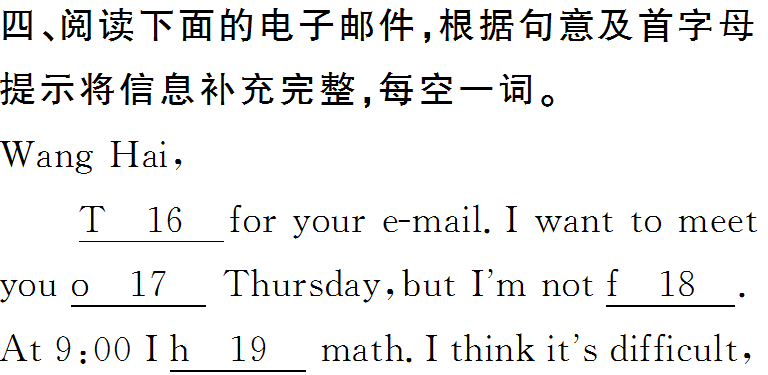 四、阅读下面的电子邮件,根据句意及首字母
提示将信息补充完整,每空一词。
Wang Hai,
T 16 for your e-mail. I want to meet
you o 17 Thursday, but I'm not f 18 .
At 9:00 I h 19 math. I think it's difficult,